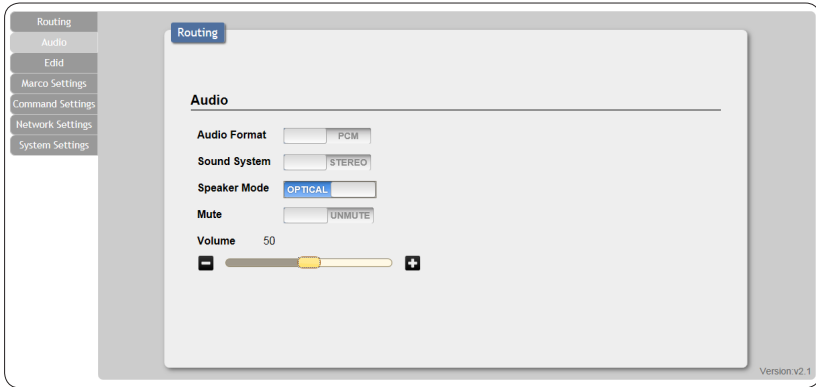 Routing
Audio
Edid
Marco Settings
Command Settings
Network Settings
System Settings
Routing
Audio
Audio Format PCM
Sound System STEREO
Speaker Mode OPTICAL
Mute UNMUTE
Volume 50
Version:v2.1